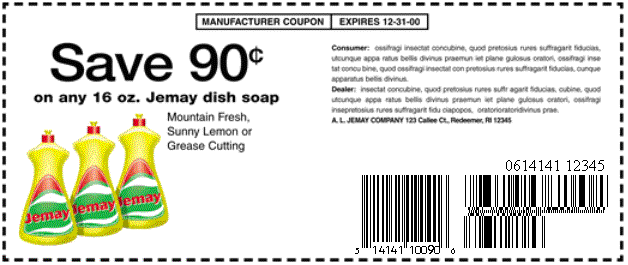 MANUFACTURER COUPON EXPIRES 12-31-00
Save 90¢
on any 16 oz. Jemay dish soap
Mountain Fresh,
Sunny Lemon or
Grease Cutting
Jemay Jemay Jemay
Consumer: ossifragi insectat concubine, quod pretosius rures suffragarit fiducias,
utcunque appa ratus bellis divinus praemun iet plane gulosus oratori, ossifragi inse
tat concu bine, quod ossifragi insectat con pretosius rures suffragarit fiducias, cunque
apparatus bellis divinus.
Dealer: insectat concubine, quod pretosius rures suffr agarit fiducias, cubine, quod
utcunque appa ratus bellis divinus praemun iet plane gulosus oratori, ossifragi
insepretosius rures suffragarit fidu ciapopos, oratorioratoridivinus prae.
A. L. JEMAY COMPANY 123 Callee Ct., Redeemer, RI 12345
0614141 12345
5 14141 10090 6